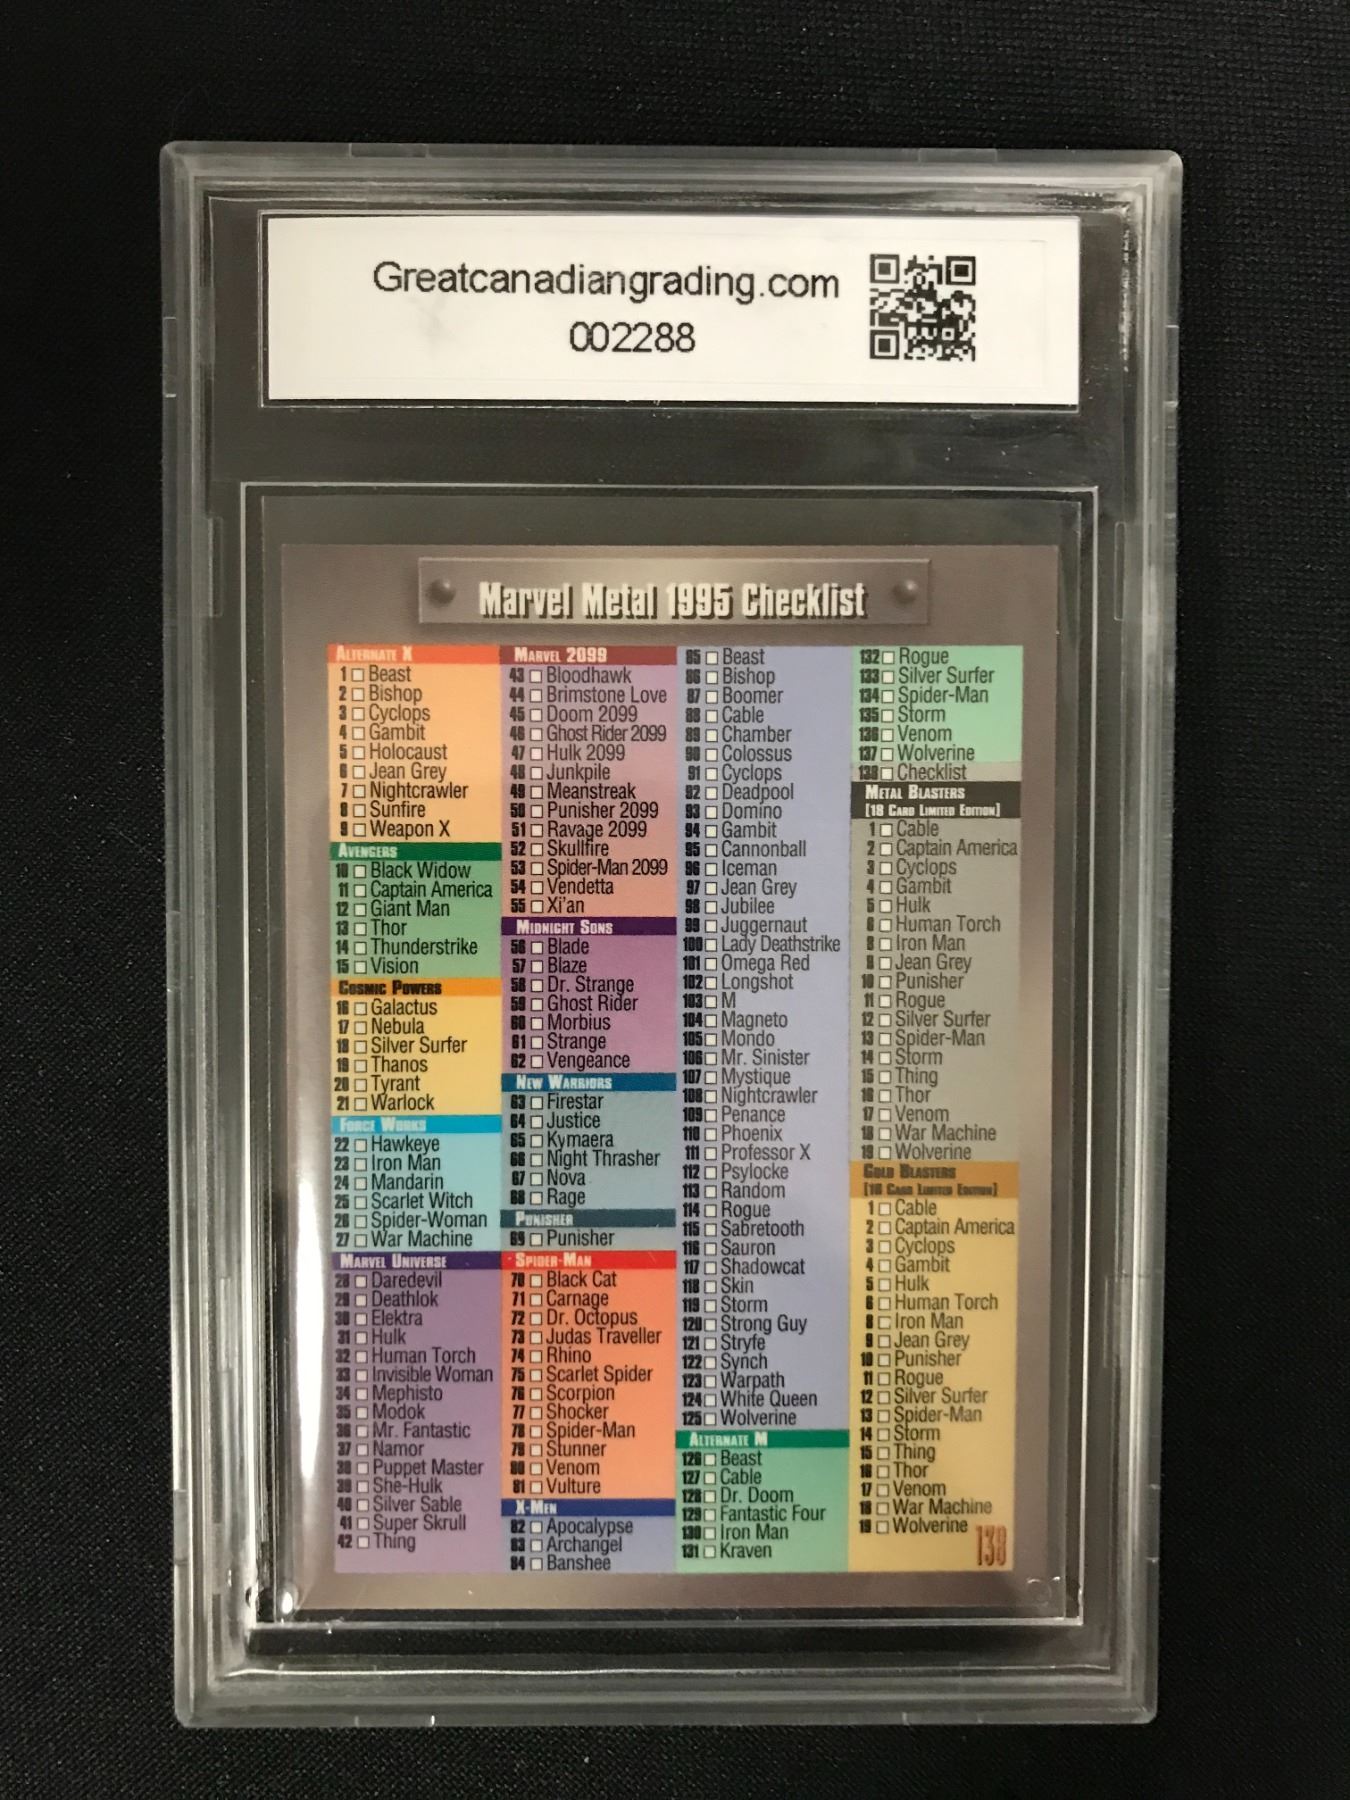 Greatcanadiangrading.com
002288
Marvel Metal 1995 Checklist
ALTERNATE X
1 Beast
2 Bishop
3 Cyclops
4 Gambit
5 Holocaust
6 Jean Grey
7 Nightcrawler
8 Sunfire
9 Weapon X
AVENGERS
10 Black Widow
11 Captain America
12 Giant Man
13 Thor
14 Thunderstrike
15 Vision
COSMIC POWERS
16 Galactus
17 Nebula
18 Silver Surfer
19 Thanos
20 Tyrant
21 Warlock
FORCE WORKS
22 Hawkeye
23 Iron Man
24 Mandarin
25 Scarlet Witch
26 Spider-Woman
27 War Machine
MARVEL UNIVERSE
28 Daredevil
29 Deathlok
30 Elektra
31 Hulk
32 Human Torch
33 Invisible Woman
34 Mephisto
35 Modok
36 Mr. Fantastic
37 Namor
38 Puppet Master
39 She-Hulk
40 Silver Sable
41 Super Skrull
42 Thing
MARVEL 2099
43 Bloodhawk
44 Brimstone Love
45 Doom 2099
46 Ghost Rider 2099
47 Hulk 2099
48 Junkpile
49 Meanstreak
50 Punisher 2099
51 Ravage 2099
52 Skullfire
53 Spider-Man 2099
54 Vendetta
55 Xi'an
MIDNIGHT SONS
56 Blade
57 Blaze
58 Dr. Strange
59 Ghost Rider
60 Morbius
61 Strange
62 Vengeance
NEW WARRIORS
63 Firestar
64 Justice
65 Kymaera
66 Night Thrasher
67 Nova
68 Rage
PUNISHER
69 Punisher
SPIDER-MAN
70 Black Cat
71 Carnage
72 Dr. Octopus
73 Judas Traveller
74 Rhino
75 Scarlet Spider
76 Scorpion
77 Shocker
78 Spider-Man
79 Stunner
80 Venom
81 Vulture
X-MEN
82 Apocalypse
83 Archangel
84 Banshee
85 Beast
86 Bishop
87 Boomer
88 Cable
89 Chamber
90 Colossus
91 Cyclops
92 Deadpool
93 Domino
94 Gambit
95 Cannonball
96 Iceman
97 Jean Grey
98 Jubilee
99 Juggernaut
100 Lady Deathstrike
101 Omega Red
102 Longshot
103 M
104 Magneto
105 Mondo
106 Mr. Sinister
107 Mystique
108 Nightcrawler
109 Penance
110 Phoenix
111 Professor X
112 Psylocke
113 Random
114 Rogue
115 Sabretooth
116 Sauron
117 Shadowcat
118 Skin
119 Storm
120 Strong Guy
121 Stryfe
122 Synch
123 Warpath
124 White Queen
125 Wolverine
ALTERNATE M
126 Beast
127 Cable
128 Dr. Doom
129 Fantastic Four
130 Iron Man
131 Kraven
132 Rogue
133 Silver Surfer
134 Spider-Man
135 Storm
136 Venom
137 Wolverine
138 Checklist
METAL BLASTERS
[18 CARD LIMITED EDITION]
1 Cable
2 Captain America
3 Cyclops
4 Gambit
5 Hulk
6 Human Torch
8 Iron Man
9 Jean Grey
10 Punisher
11 Rogue
12 Silver Surfer
13 Spider-Man
14 Storm
15 Thing
16 Thor
17 Venom
18 War Machine
19 Wolverine
GOLD BLASTERS
[18 CARD LIMITED EDITION]
1 Cable
2 Captain America
3 Cyclops
4 Gambit
5 Hulk
6 Human Torch
8 Iron Man
9 Jean Grey
10 Punisher
11 Rogue
12 Silver Surfer
13 Spider-Man
14 Storm
15 Thing
16 Thor
17 Venom
18 War Machine
19 Wolverine
138